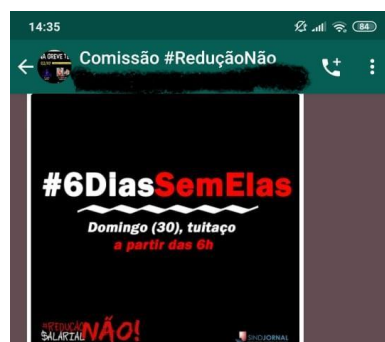 14:35
84
Comissão #ReduçãoNão
#6DiasSemElas
Domingo (30), tuitaço
a partir das 6h
#REDUÇÃO
SALARIAL NÃO!
SINDJORNAL